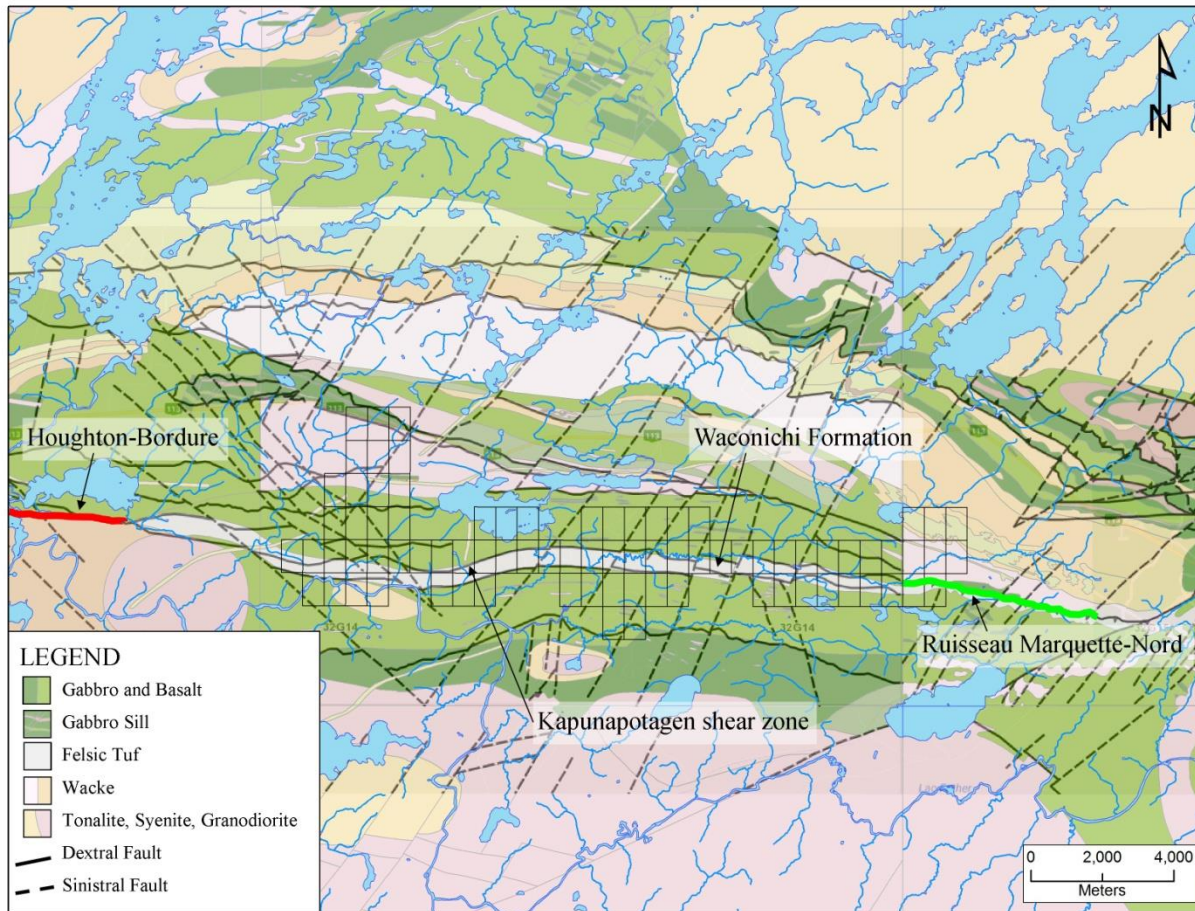 N
113
113
113
113
113
Houghton-Bordure
Waconichi Formation
32G14
32G14
Ruisseau Marquette-Nord
Kapunapotagen shear zone
LEGEND
Gabbro and Basalt
Gabbro Sill
Felsic Tuf
Wacke
Tonalite, Syenite, Granodiorite
Dextral Fault
Sinistral Fault
0 2,000 4,000
Meters